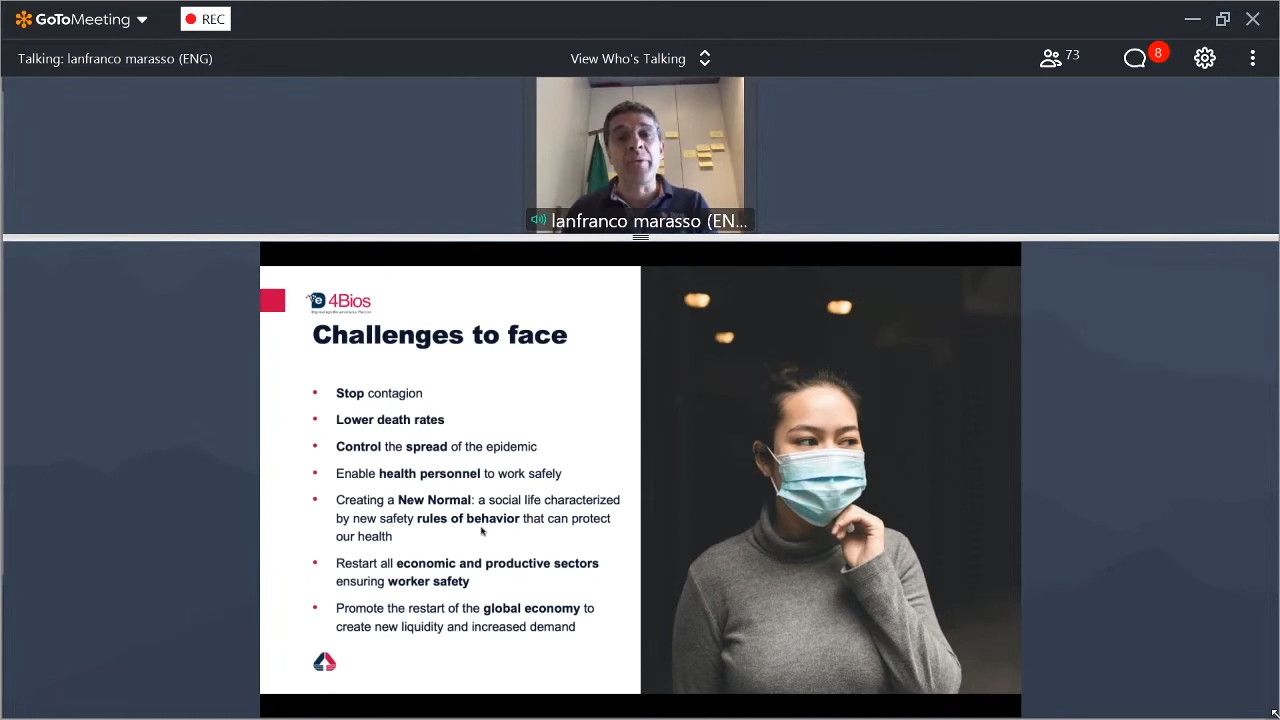 GoToMeeting
REC
Talking: lanfranco marasso (ENG)
View Who's Talking
73
8
lanfranco marasso (EN...
e 4Bios
Challenges to face
• Stop contagion
• Lower death rates
• Control the spread of the epidemic
• Enable health personnel to work safely
• Creating a New Normal: a social life characterized
by new safety rules of behavior that can protect
our health
• Restart all economic and productive sectors
ensuring worker safety
• Promote the restart of the global economy to
create new liquidity and increased demand